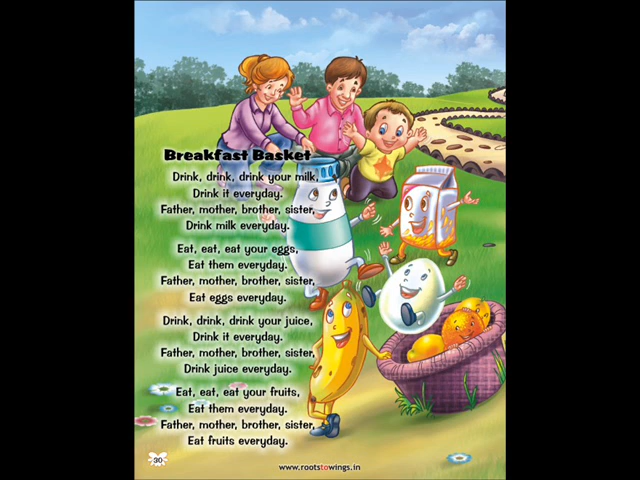 Breakfast Basket
Drink, drink, drink your milk,
Drink it everyday.
Father, mother, brother, sister,
Drink milk everyday.
Eat, eat, eat your eggs,
Eat them everyday.
Father, mother, brother, sister,
Eat eggs everyday.
Drink, drink, drink your juice,
Drink it everyday.
Father, mother, brother, sister,
Drink juice everyday.
Eat, eat, eat your fruits,
Eat them everyday.
Father, mother, brother, sister,
Eat fruits everyday.
30
www.rootstowings.in